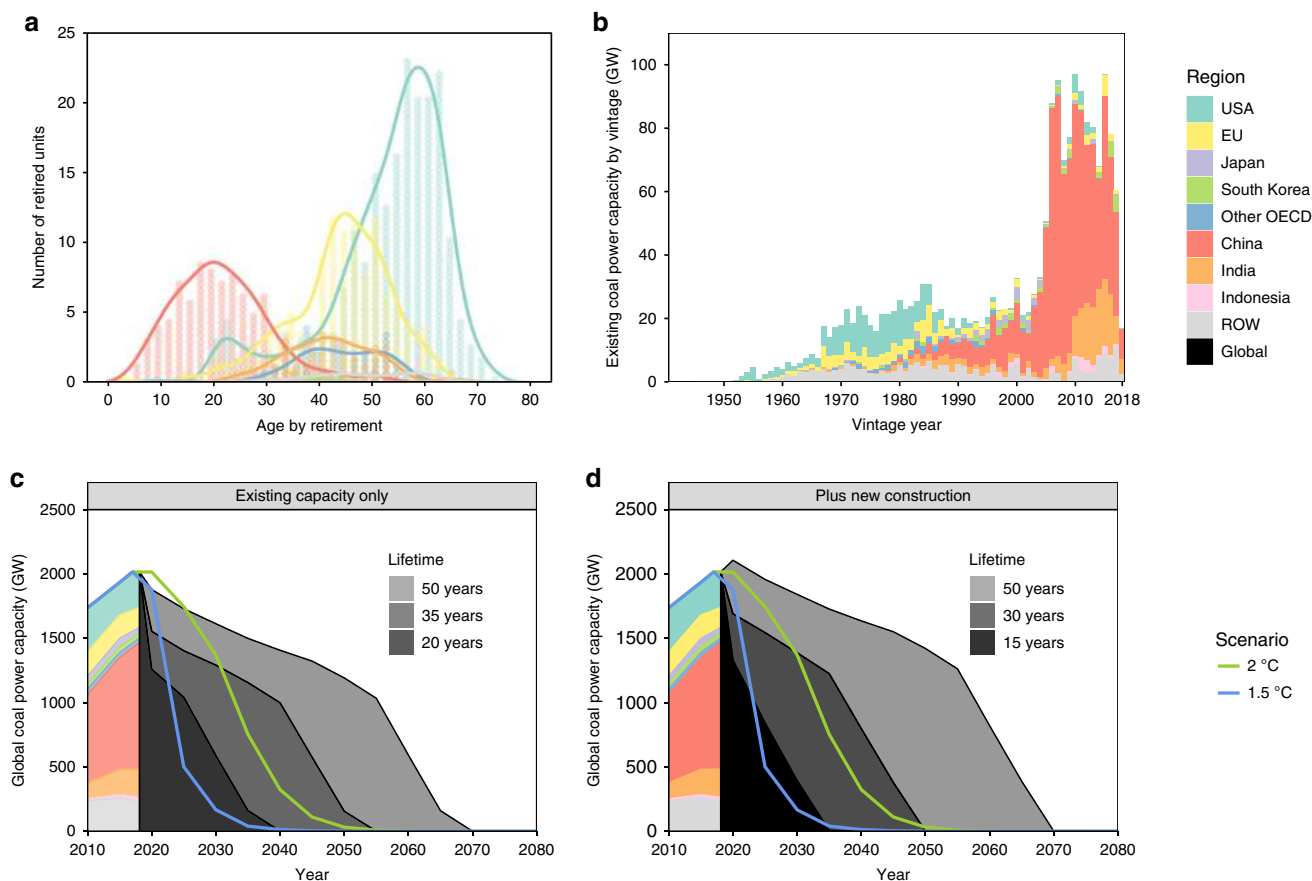 a
25
20
15
10
5
0
Number of retired units
0 10 20 30 40 50 60 70 80
Age by retirement
b
100
80
60
40
20
0
Existing coal power capacity by vintage (GW)
1950 1960 1970 1980 1990 2000 2010 2018
Vintage year
Region
USA
EU
Japan
South Korea
Other OECD
China
India
Indonesia
ROW
Global
c
Existing capacity only
2500
2000
1500
1000
500
0
Global coal power capacity (GW)
Lifetime
50 years
35 years
20 years
2010 2020 2030 2040 2050 2060 2070 2080
Year
d
Plus new construction
2500
2000
1500
1000
500
0
Global coal power capacity (GW)
Lifetime
50 years
30 years
15 years
2010 2020 2030 2040 2050 2060 2070 2080
Year
Scenario
2 °C
1.5 °C